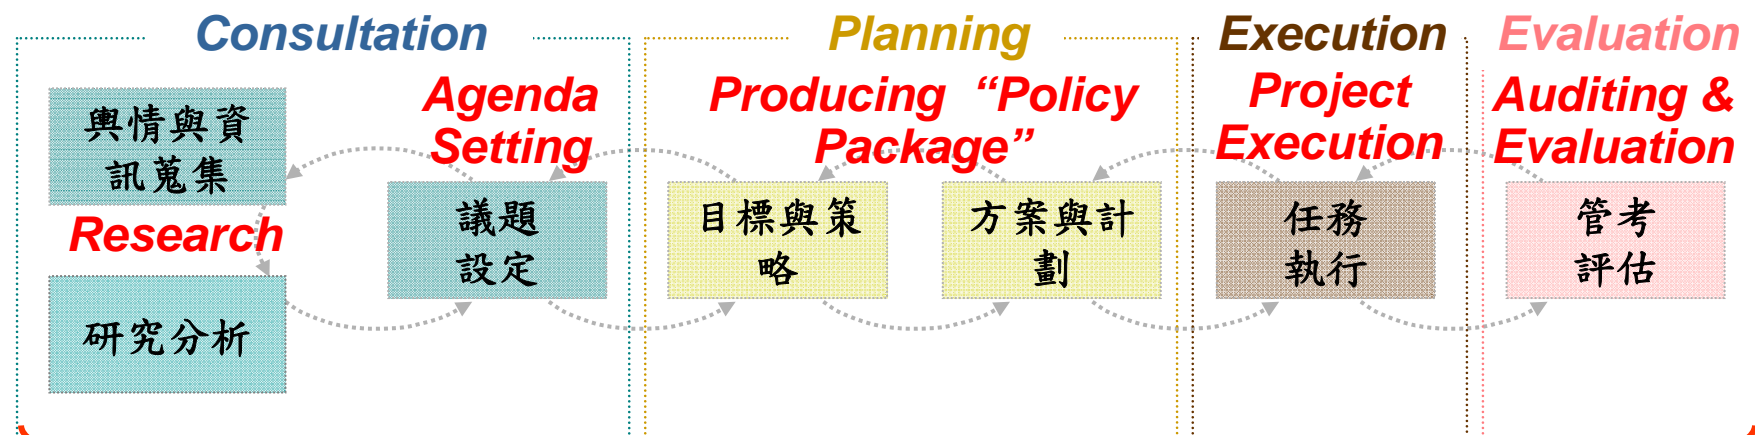 Consultation
Planning
Execution
Evaluation
輿情與資
訊蒐集
Research
研究分析
Agenda
Setting
議題
設定
Producing “Policy
Package”
目標與策
略
方案與計
劃
Project
Execution
任務
執行
Auditing &
Evaluation
管考
評估